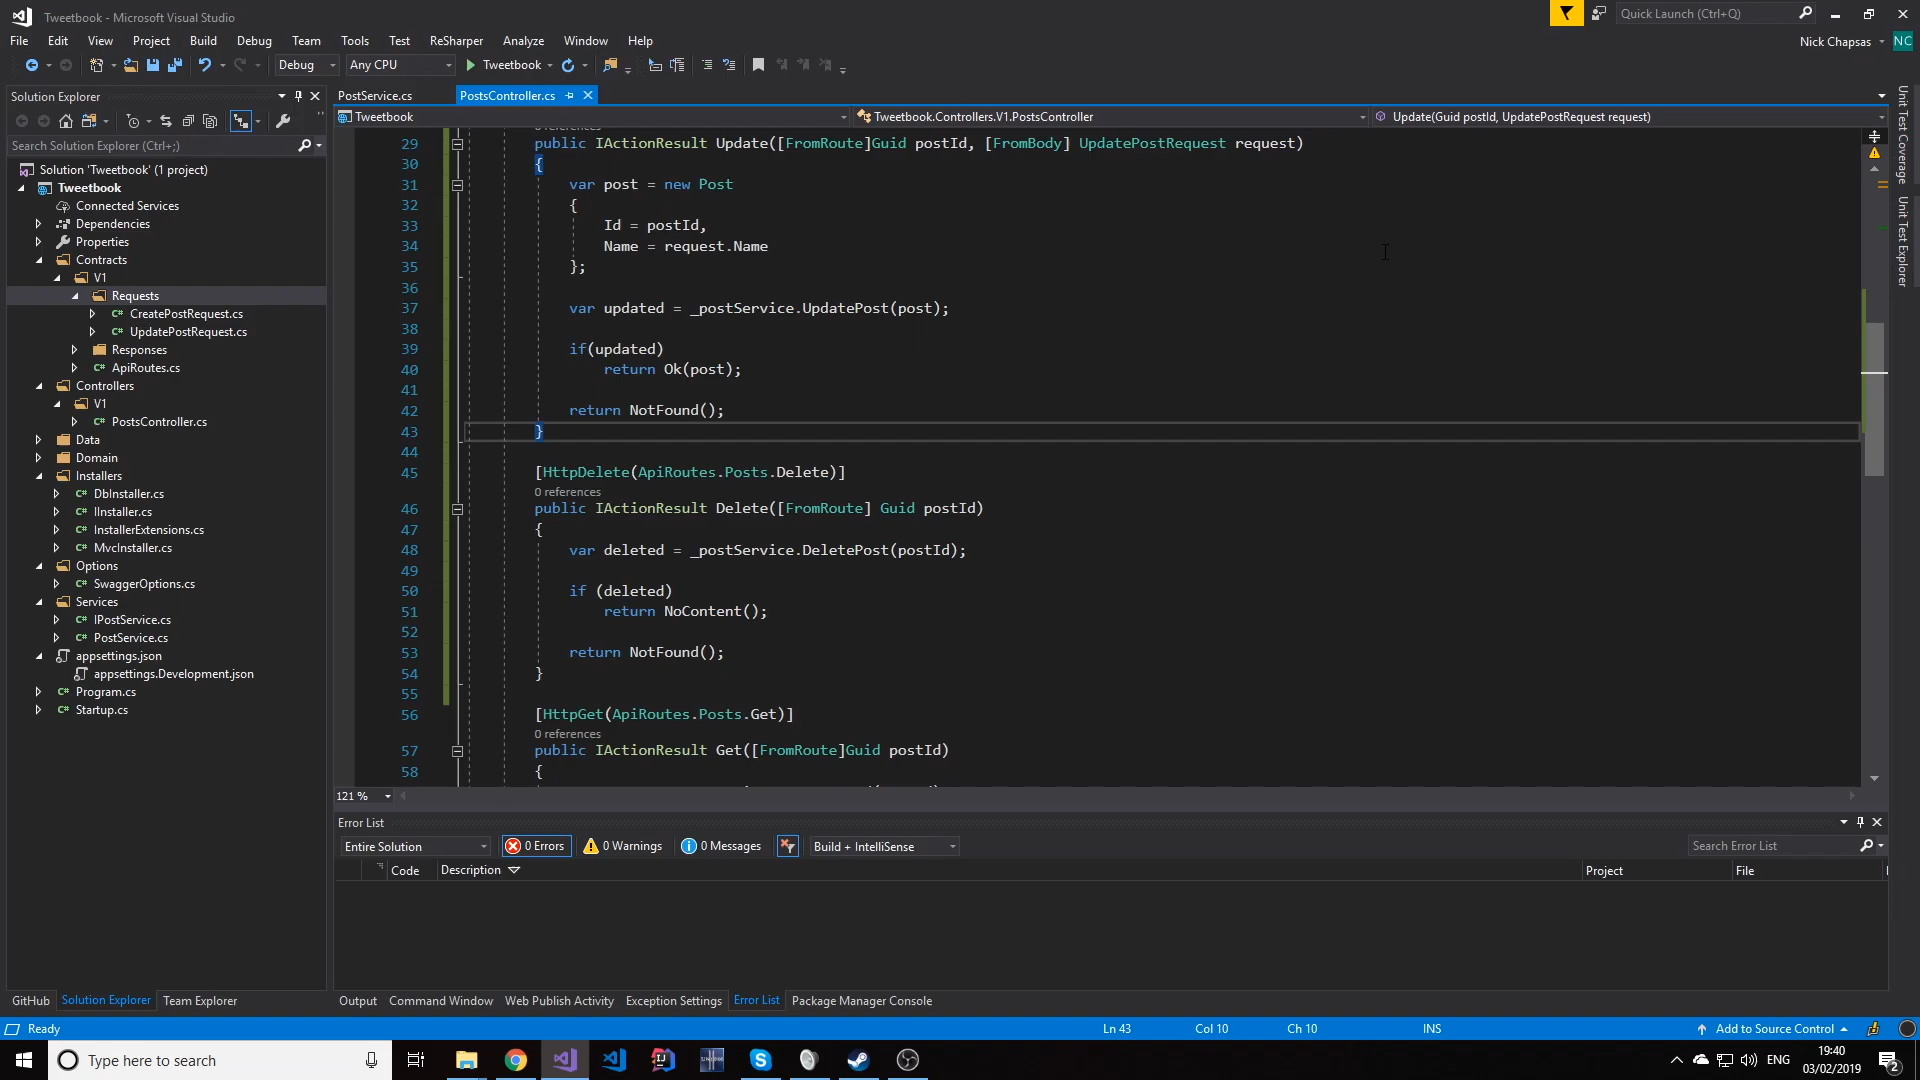 Tweetbook - Microsoft Visual Studio
Quick Launch (Ctrl+Q)
File Edit View Project Build Debug Team Tools Test ReSharper Analyze Window Help
Nick Chapsas NC
Debug Any CPU Tweetbook
Solution Explorer
Search Solution Explorer (Ctrl+;)
Solution 'Tweetbook' (1 project)
Tweetbook
Connected Services
Dependencies
Properties
Contracts
V1
Requests
C# CreatePostRequest.cs
C# UpdatePostRequest.cs
Responses
C# ApiRoutes.cs
Controllers
V1
C# PostsController.cs
Data
Domain
Installers
C# DbInstaller.cs
C# IInstaller.cs
C# InstallerExtensions.cs
C# MvcInstaller.cs
Options
C# SwaggerOptions.cs
Services
C# IPostService.cs
C# PostService.cs
appsettings.json
appsettings.Development.json
C# Program.cs
C# Startup.cs
GitHub Solution Explorer Team Explorer
PostService.cs PostsController.cs
Tweetbook Tweetbook.Controllers.V1.PostsController Update(Guid postId, UpdatePostRequest request)
0 references
29 public IActionResult Update([FromRoute]Guid postId, [FromBody] UpdatePostRequest request)
30 {
31 var post = new Post
32 {
33 Id = postId,
34 Name = request.Name
35 };
36
37 var updated = _postService.UpdatePost(post);
38
39 if(updated)
40 return Ok(post);
41
42 return NotFound();
43 }
44
45 [HttpDelete(ApiRoutes.Posts.Delete)]
0 references
46 public IActionResult Delete([FromRoute] Guid postId)
47 {
48 var deleted = _postService.DeletePost(postId);
49
50 if (deleted)
51 return NoContent();
52
53 return NotFound();
54 }
55
56 [HttpGet(ApiRoutes.Posts.Get)]
0 references
57 public IActionResult Get([FromRoute]Guid postId)
58 {
121 %
Unit Test Coverage
Unit Test Explorer
Error List
Entire Solution 0 Errors 0 Warnings 0 Messages Build + IntelliSense Search Error List
Code Description Project File
Output Command Window Web Publish Activity Exception Settings Error List Package Manager Console
Ready Ln 43 Col 10 Ch 10 INS Add to Source Control
Type here to search
ENG
19:40
03/02/2019
2